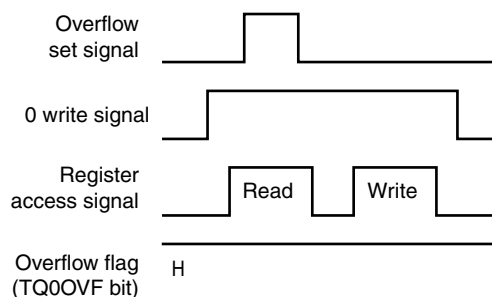 Overflow
set signal
0 write signal
Register
access signal
Read
Write
Overflow flag
(TQ0OVF bit)
H